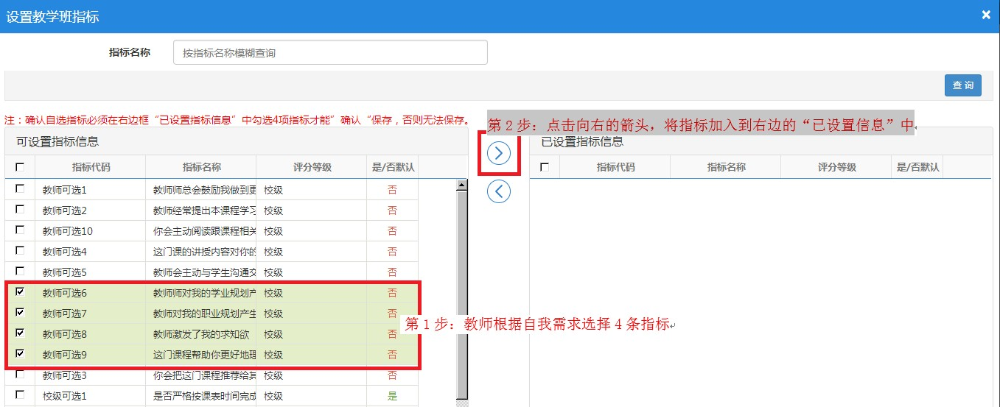 设置教学班指标
×
指标名称
按指标名称模糊查询
查 询
注：确认自选指标必须在右边框“已设置指标信息”中勾选4项指标才能”确认“保存，否则无法保存。
第2步：点击向右的箭头，将指标加入到右边的“已设置信息”中
可设置指标信息
已设置指标信息
指标代码 指标名称 评分等级 是/否默认
指标代码 指标名称 评分等级 是/否默认
教师可选1 教师师总会鼓励我做到更 校级 否
教师可选2 教师经常提出本课程学习 校级 否
教师可选10 你会主动阅读跟课程相关 校级 否
教师可选4 这门课的讲授内容对你的 校级 否
教师可选5 教师会主动与学生沟通交 校级 否
教师可选6 教师师对我的学业规划产 校级 否
教师可选7 教师对我的职业规划产生 校级 否
第1步：教师根据自我需求选择4条指标
教师可选8 教师激发了我的求知欲 校级 否
教师可选9 这门课程帮助你更好地理 校级 否
教师可选3 你会把这门课程推荐给其 校级 否
校级可选1 是否严格按课表时间完成 校级 是